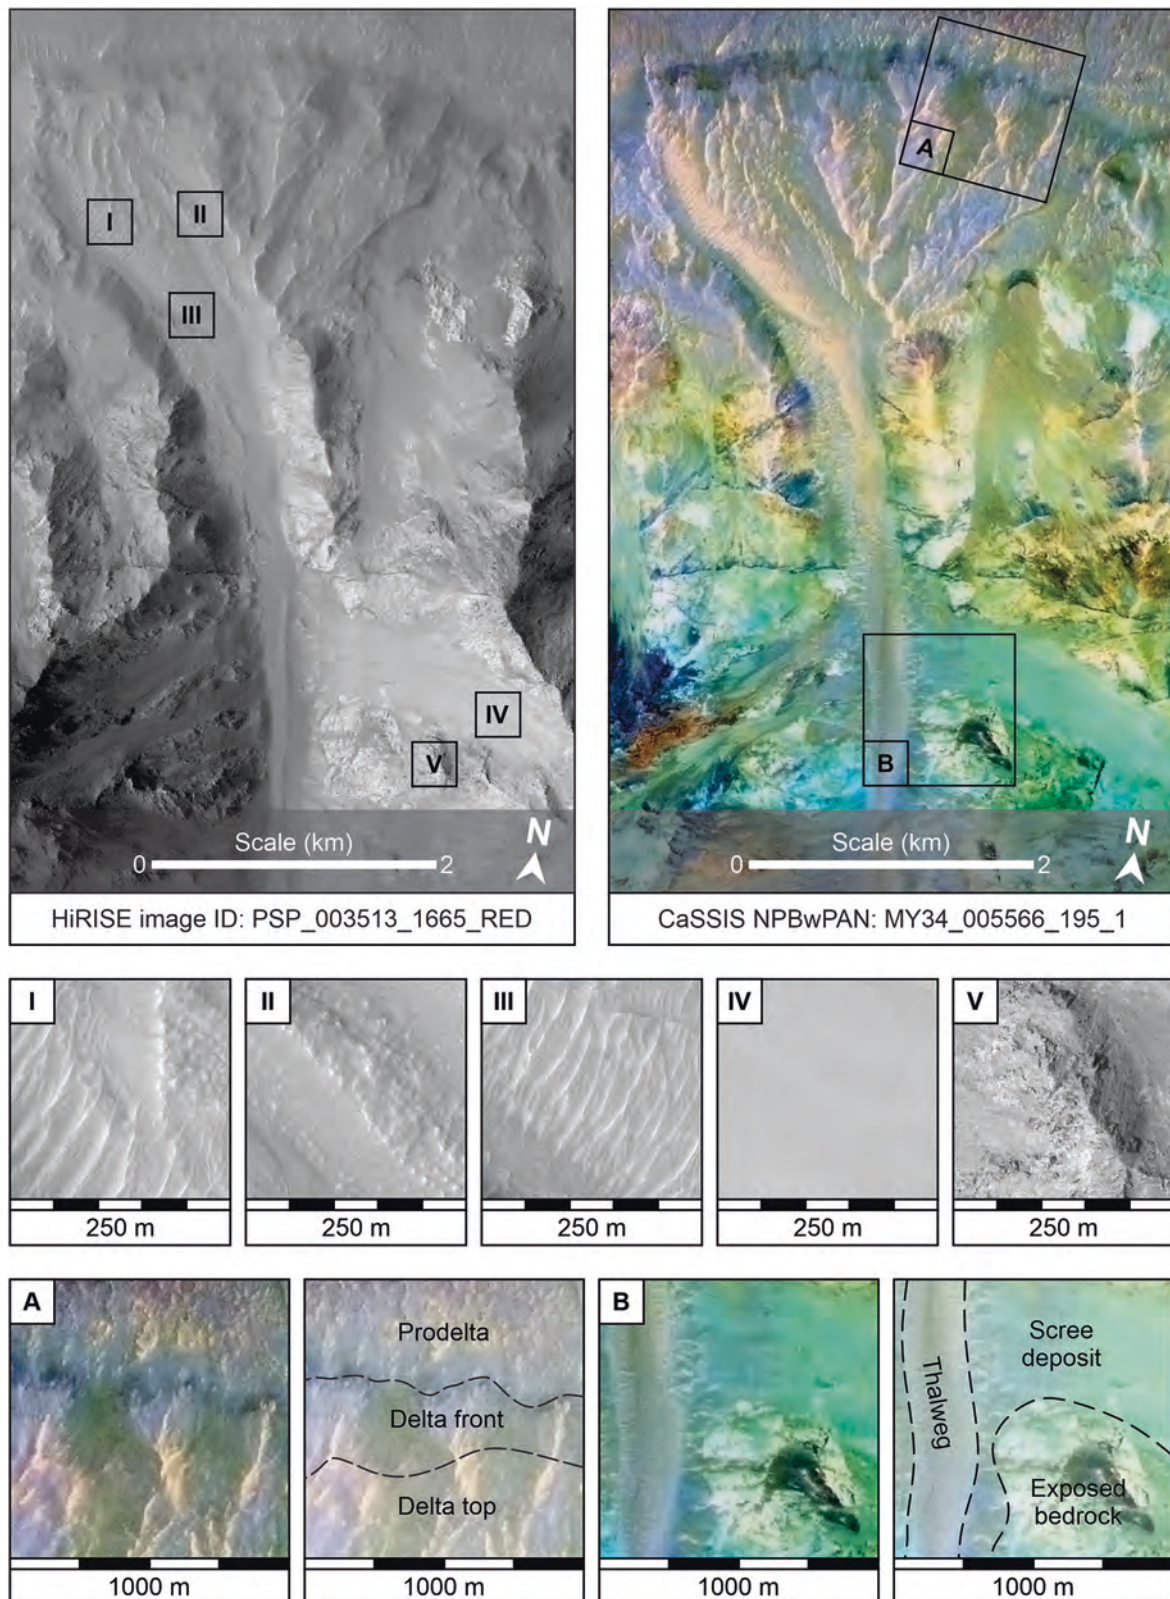 A
I
II
III
IV
V
B
Scale (km)
0
2
N
Scale (km)
0
2
N
HiRISE image ID: PSP_003513_1665_RED
CaSSIS NPBwPAN: MY34_005566_195_1
I
II
III
IV
V
250 m
250 m
250 m
250 m
250 m
A
Prodelta
Delta front
Delta top
B
Thalweg
Scree
deposit
Exposed
bedrock
1000 m
1000 m
1000 m
1000 m